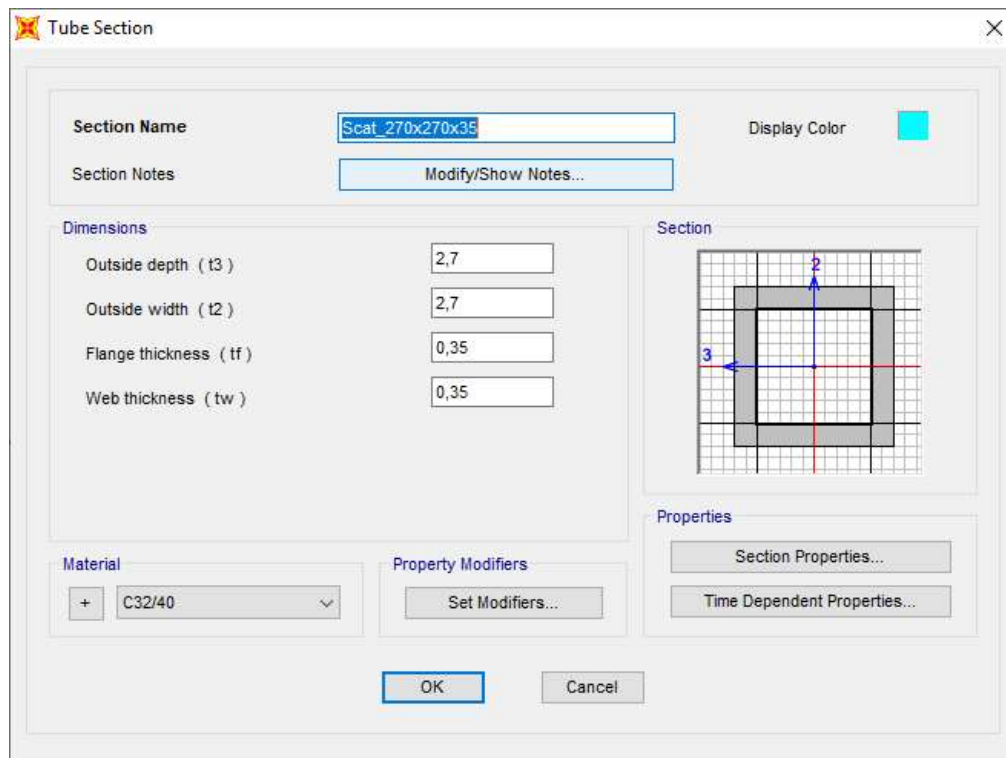 Tube Section
Section Name
Scat_270x270x35
Display Color
Section Notes
Modify/Show Notes...
Dimensions
Outside depth ( t3 )
2,7
Outside width ( t2 )
2,7
Flange thickness ( tf )
0,35
Web thickness ( tw )
0,35
Section
2
3
Material
+
C32/40
Property Modifiers
Set Modifiers...
Properties
Section Properties...
Time Dependent Properties...
OK
Cancel